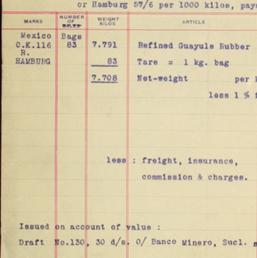 or Hamburg 57/6 per 1000 kilos, pay
MARKS NUMBER OF WEIGHT KILOS ARTICLE
Mexico Bags
C.K.116 83 7.791 Refined Guayule Rubber
R.
HAMBURG 83 Tare = 1 kg. bag
7.708 Net-weight per
less 1 %
less : freight, insurance,
commission & charges.
Issued on account of value :
Draft No.130, 30 d/s. O/ Banco Minero, Sucl.